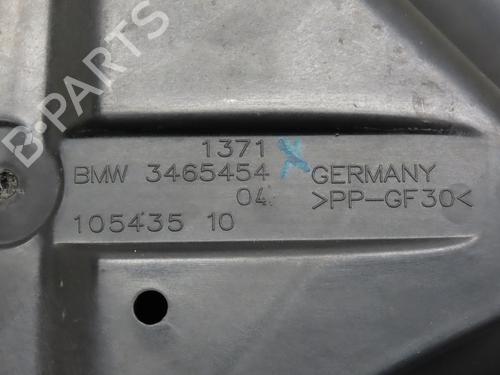 B-PARTS
1371
BMW 3465454 GERMANY
04 >PP-GF30<
105435 10